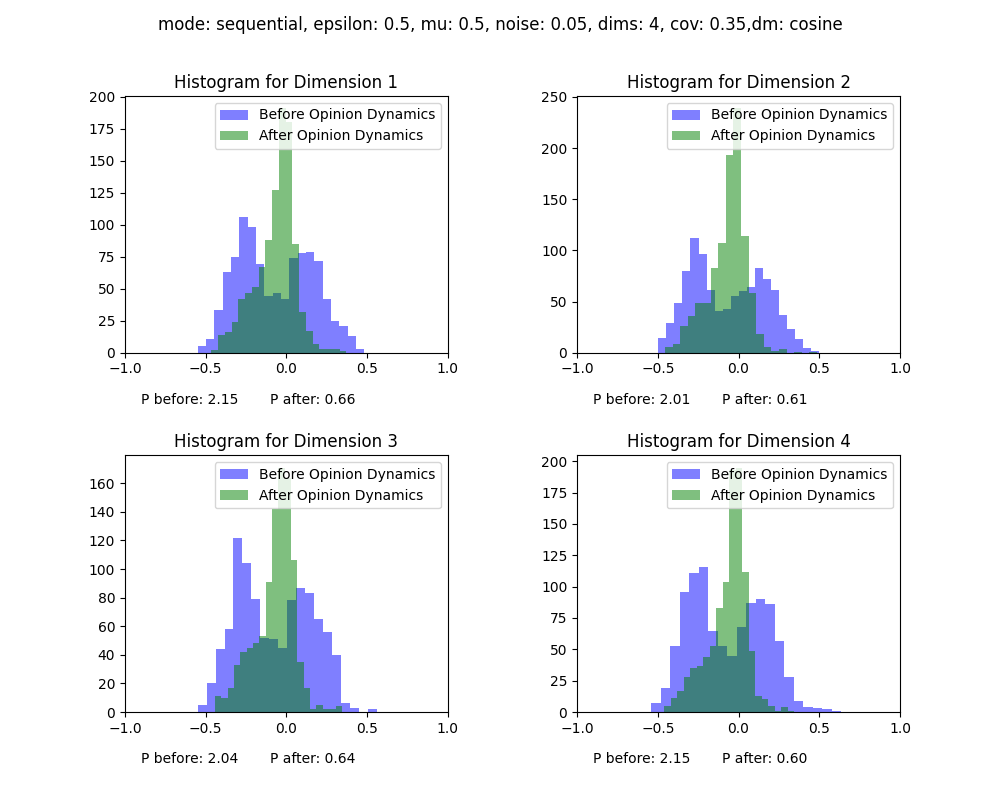 mode: sequential, epsilon: 0.5, mu: 0.5, noise: 0.05, dims: 4, cov: 0.35,dm: cosine
Histogram for Dimension 1
Before Opinion Dynamics
After Opinion Dynamics
200
175
150
125
100
75
50
25
0
−1.0 −0.5 0.0 0.5 1.0
P before: 2.15 P after: 0.66
Histogram for Dimension 2
Before Opinion Dynamics
After Opinion Dynamics
250
200
150
100
50
0
−1.0 −0.5 0.0 0.5 1.0
P before: 2.01 P after: 0.61
Histogram for Dimension 3
Before Opinion Dynamics
After Opinion Dynamics
160
140
120
100
80
60
40
20
0
−1.0 −0.5 0.0 0.5 1.0
P before: 2.04 P after: 0.64
Histogram for Dimension 4
Before Opinion Dynamics
After Opinion Dynamics
200
175
150
125
100
75
50
25
0
−1.0 −0.5 0.0 0.5 1.0
P before: 2.15 P after: 0.60